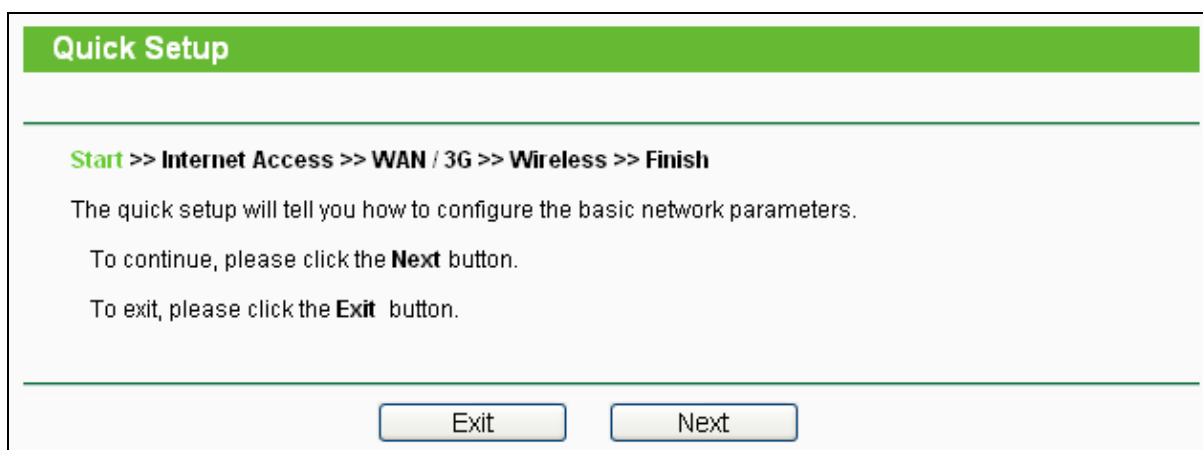 Quick Setup
Start >> Internet Access >> WAN / 3G >> Wireless >> Finish
The quick setup will tell you how to configure the basic network parameters.
To continue, please click the Next button.
To exit, please click the Exit button.
Exit Next